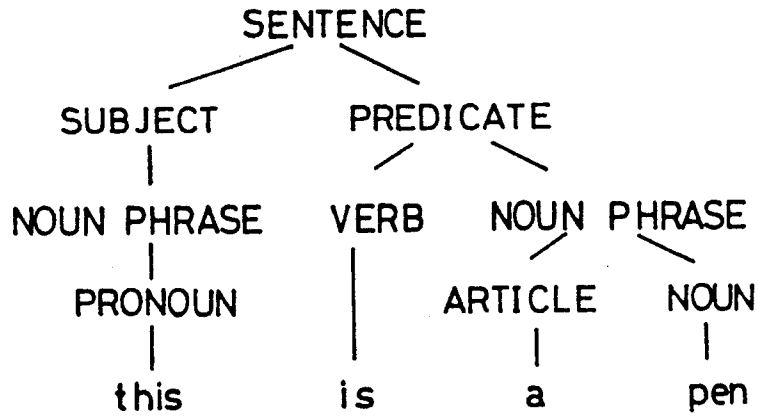 SENTENCE
SUBJECT PREDICATE
NOUN PHRASE VERB NOUN PHRASE
PRONOUN ARTICLE NOUN
this is a pen